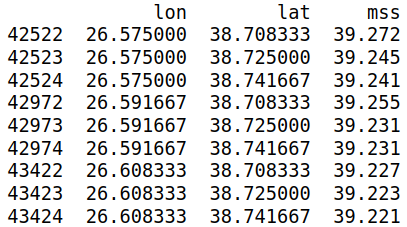 lon lat mss
42522 26.575000 38.708333 39.272
42523 26.575000 38.725000 39.245
42524 26.575000 38.741667 39.241
42972 26.591667 38.708333 39.255
42973 26.591667 38.725000 39.231
42974 26.591667 38.741667 39.231
43422 26.608333 38.708333 39.227
43423 26.608333 38.725000 39.223
43424 26.608333 38.741667 39.221